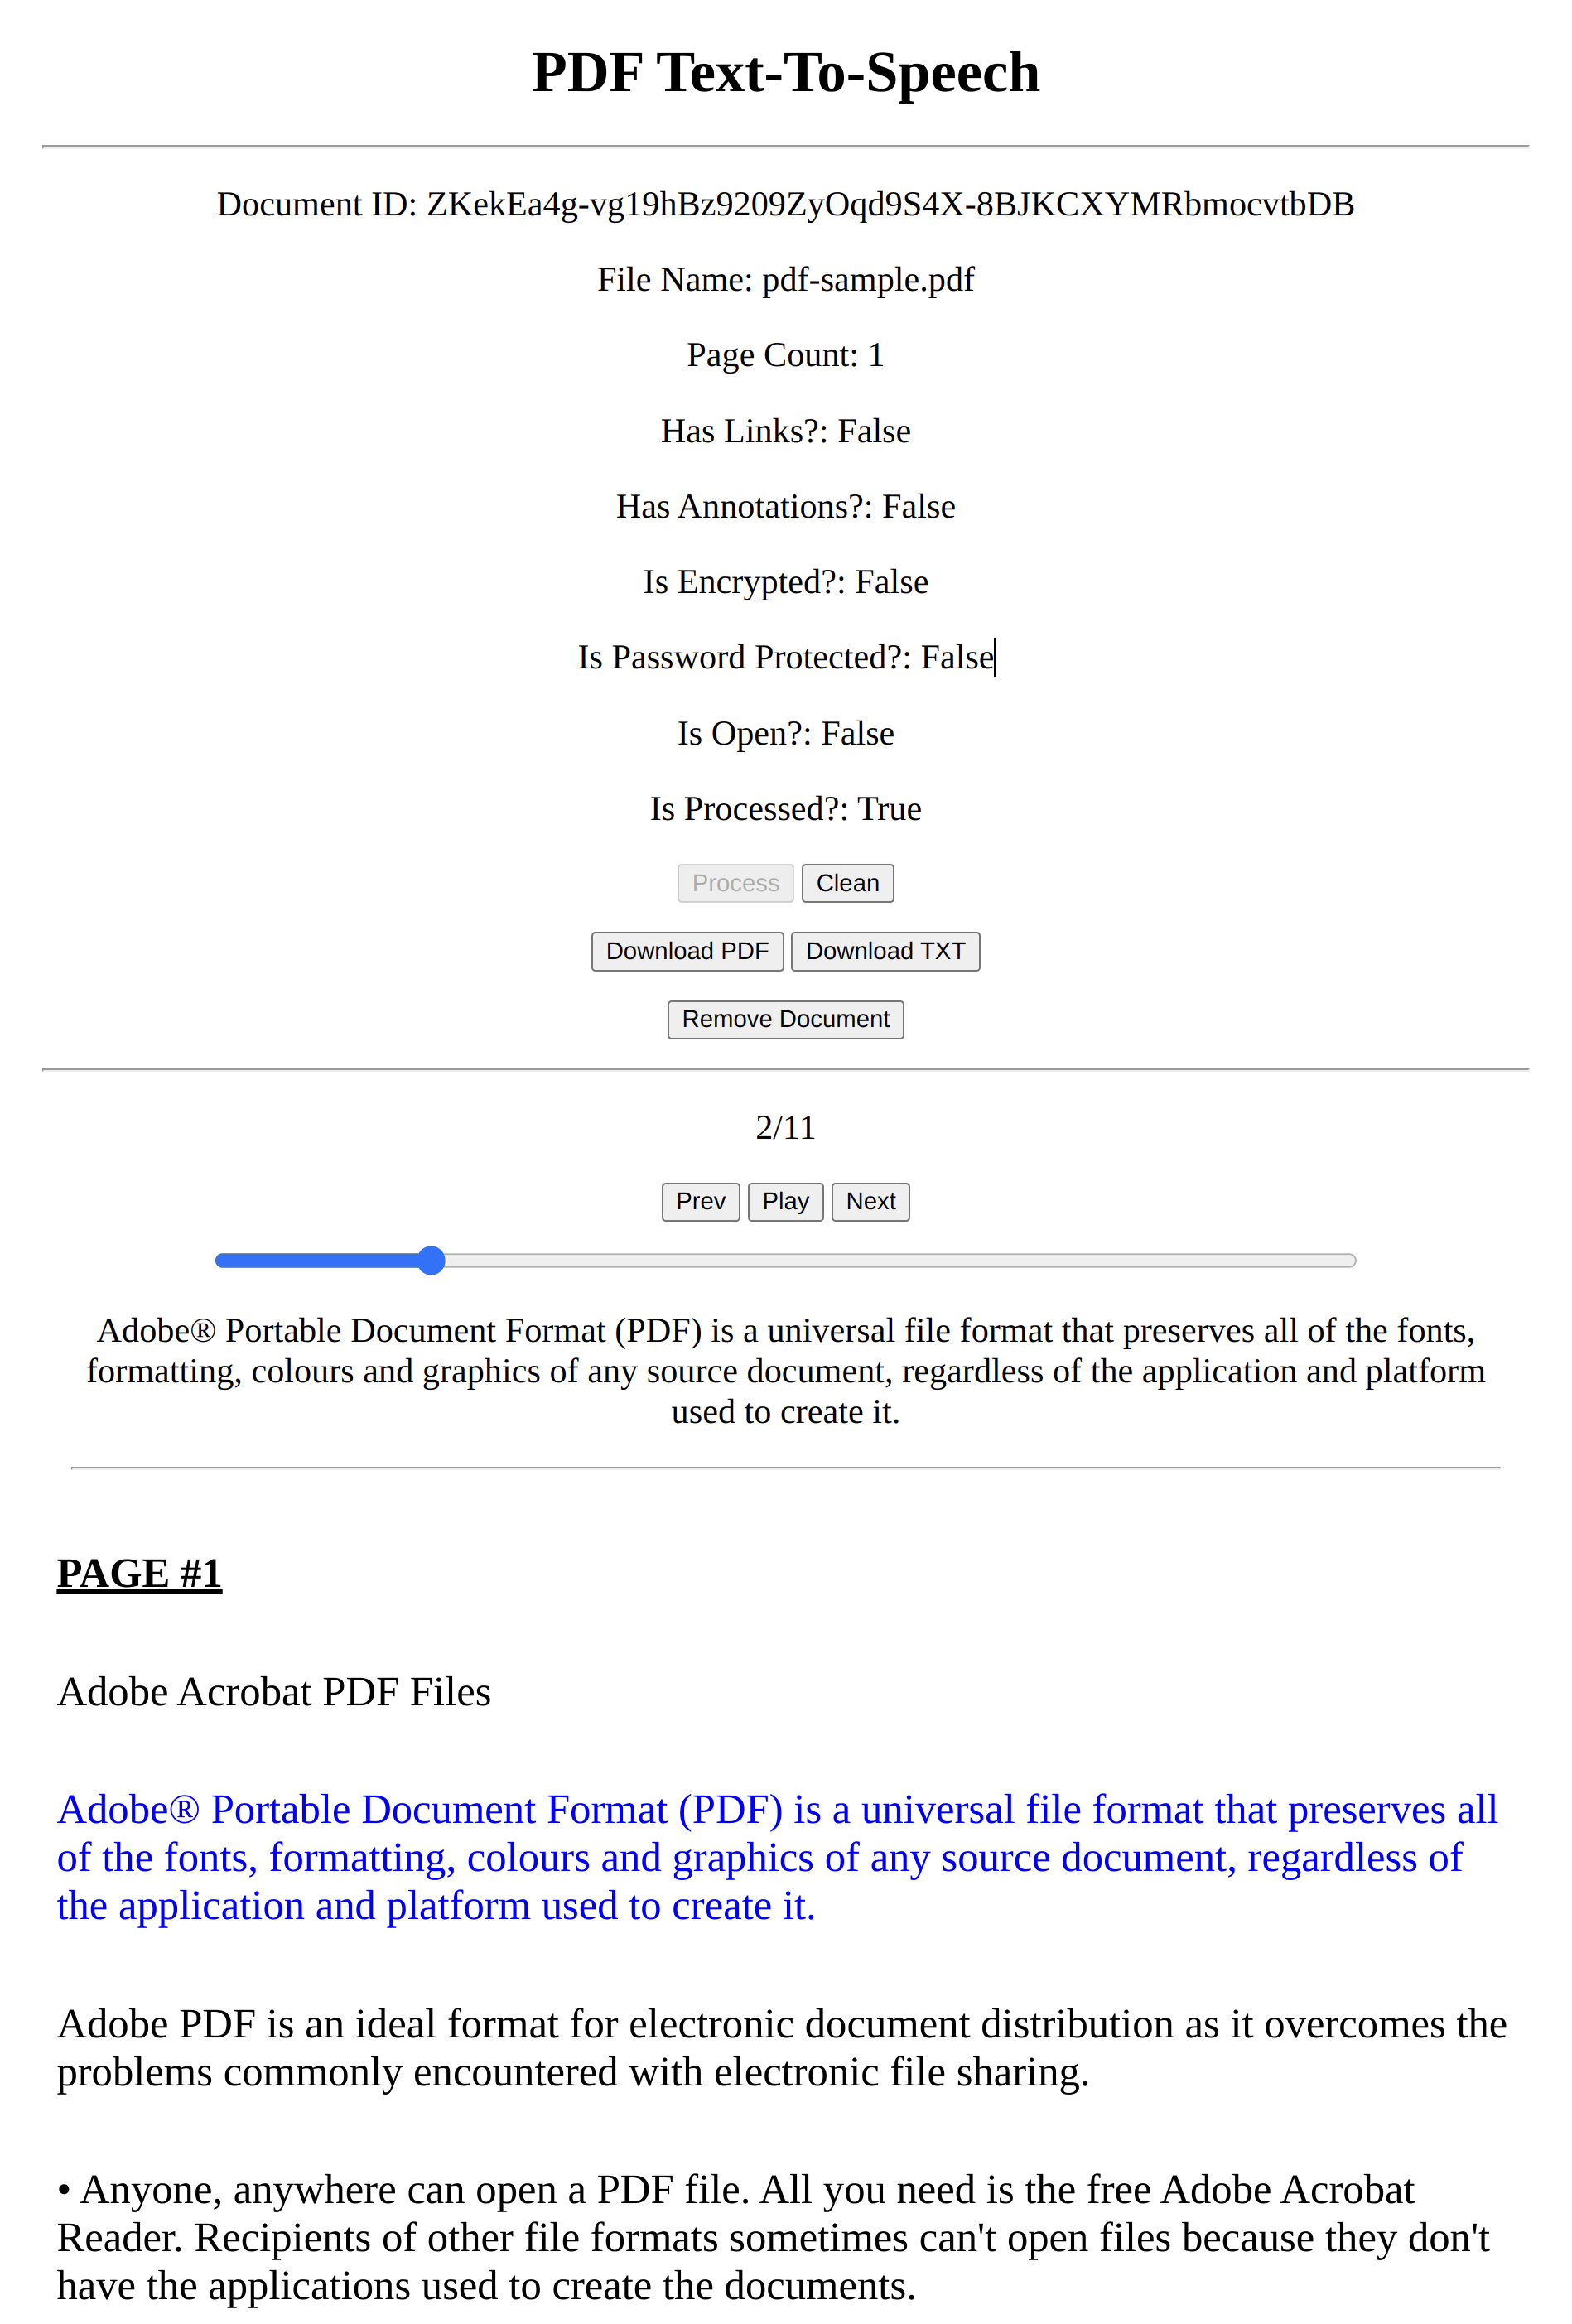 PDF Text-To-Speech
Document ID: ZKekEa4g-vg19hBz9209ZyOqd9S4X-8BJKCXYMRbmocvtbDB
File Name: pdf-sample.pdf
Page Count: 1
Has Links?: False
Has Annotations?: False
Is Encrypted?: False
Is Password Protected?: False
Is Open?: False
Is Processed?: True
Process Clean
Download PDF Download TXT
Remove Document
2/11
Prev Play Next
Adobe® Portable Document Format (PDF) is a universal file format that preserves all of the fonts,
formatting, colours and graphics of any source document, regardless of the application and platform
used to create it.
PAGE #1
Adobe Acrobat PDF Files
Adobe® Portable Document Format (PDF) is a universal file format that preserves all
of the fonts, formatting, colours and graphics of any source document, regardless of
the application and platform used to create it.
Adobe PDF is an ideal format for electronic document distribution as it overcomes the
problems commonly encountered with electronic file sharing.
• Anyone, anywhere can open a PDF file. All you need is the free Adobe Acrobat
Reader. Recipients of other file formats sometimes can't open files because they don't
have the applications used to create the documents.